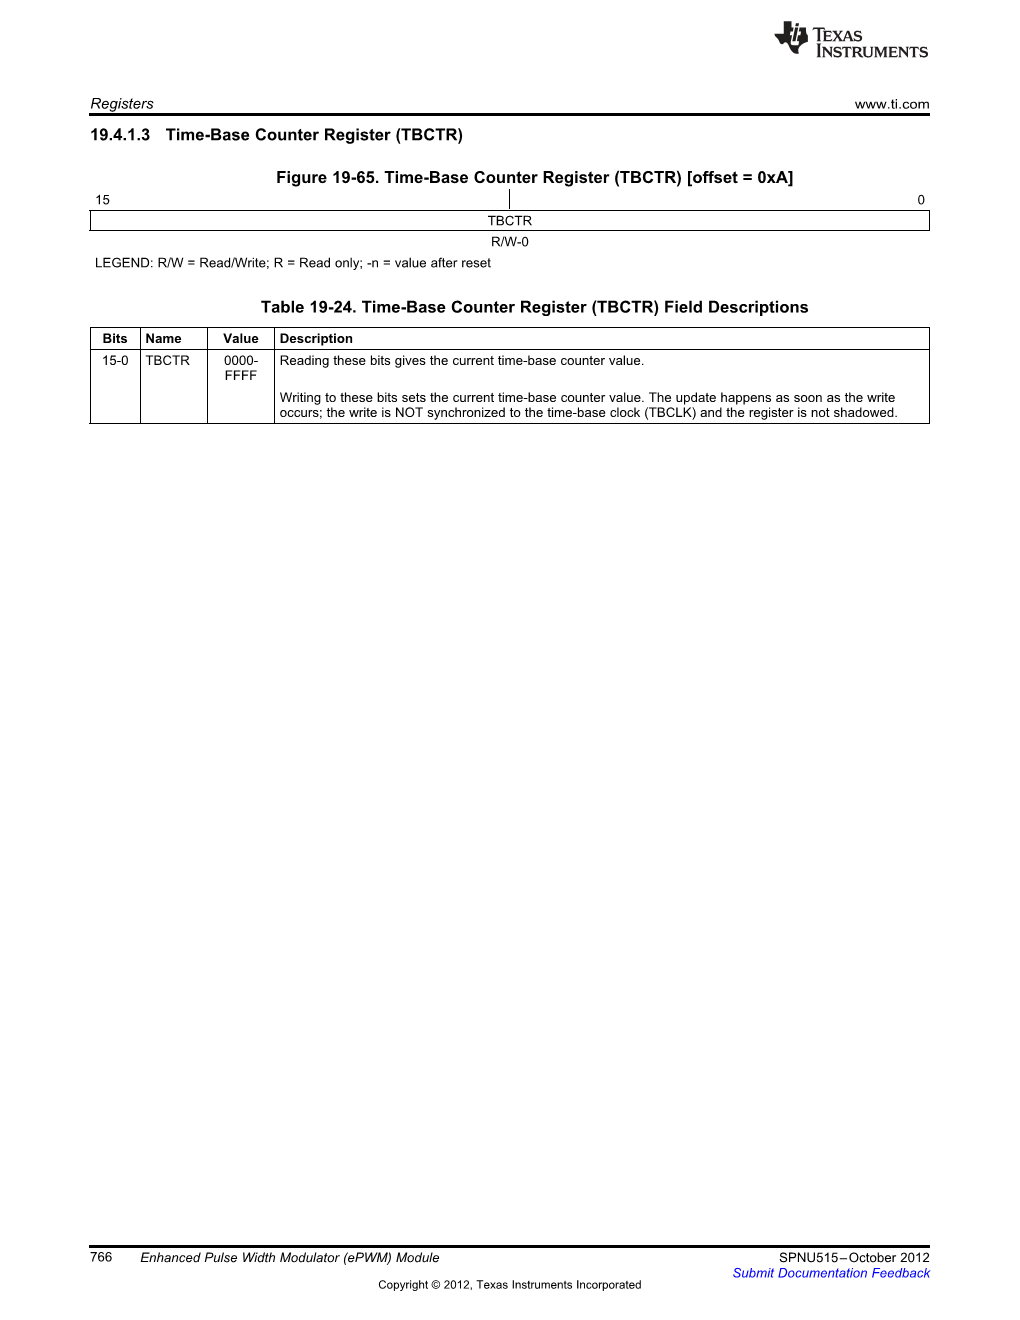 TEXAS
INSTRUMENTS
Registers www.ti.com
19.4.1.3 Time-Base Counter Register (TBCTR)
Figure 19-65. Time-Base Counter Register (TBCTR) [offset = 0xA]
15 0
TBCTR
R/W-0
LEGEND: R/W = Read/Write; R = Read only; -n = value after reset
Table 19-24. Time-Base Counter Register (TBCTR) Field Descriptions
Bits Name Value Description
15-0 TBCTR 0000- Reading these bits gives the current time-base counter value.
FFFF
Writing to these bits sets the current time-base counter value. The update happens as soon as the write
occurs; the write is NOT synchronized to the time-base clock (TBCLK) and the register is not shadowed.
766 Enhanced Pulse Width Modulator (ePWM) Module SPNU515–October 2012
Submit Documentation Feedback
Copyright © 2012, Texas Instruments Incorporated